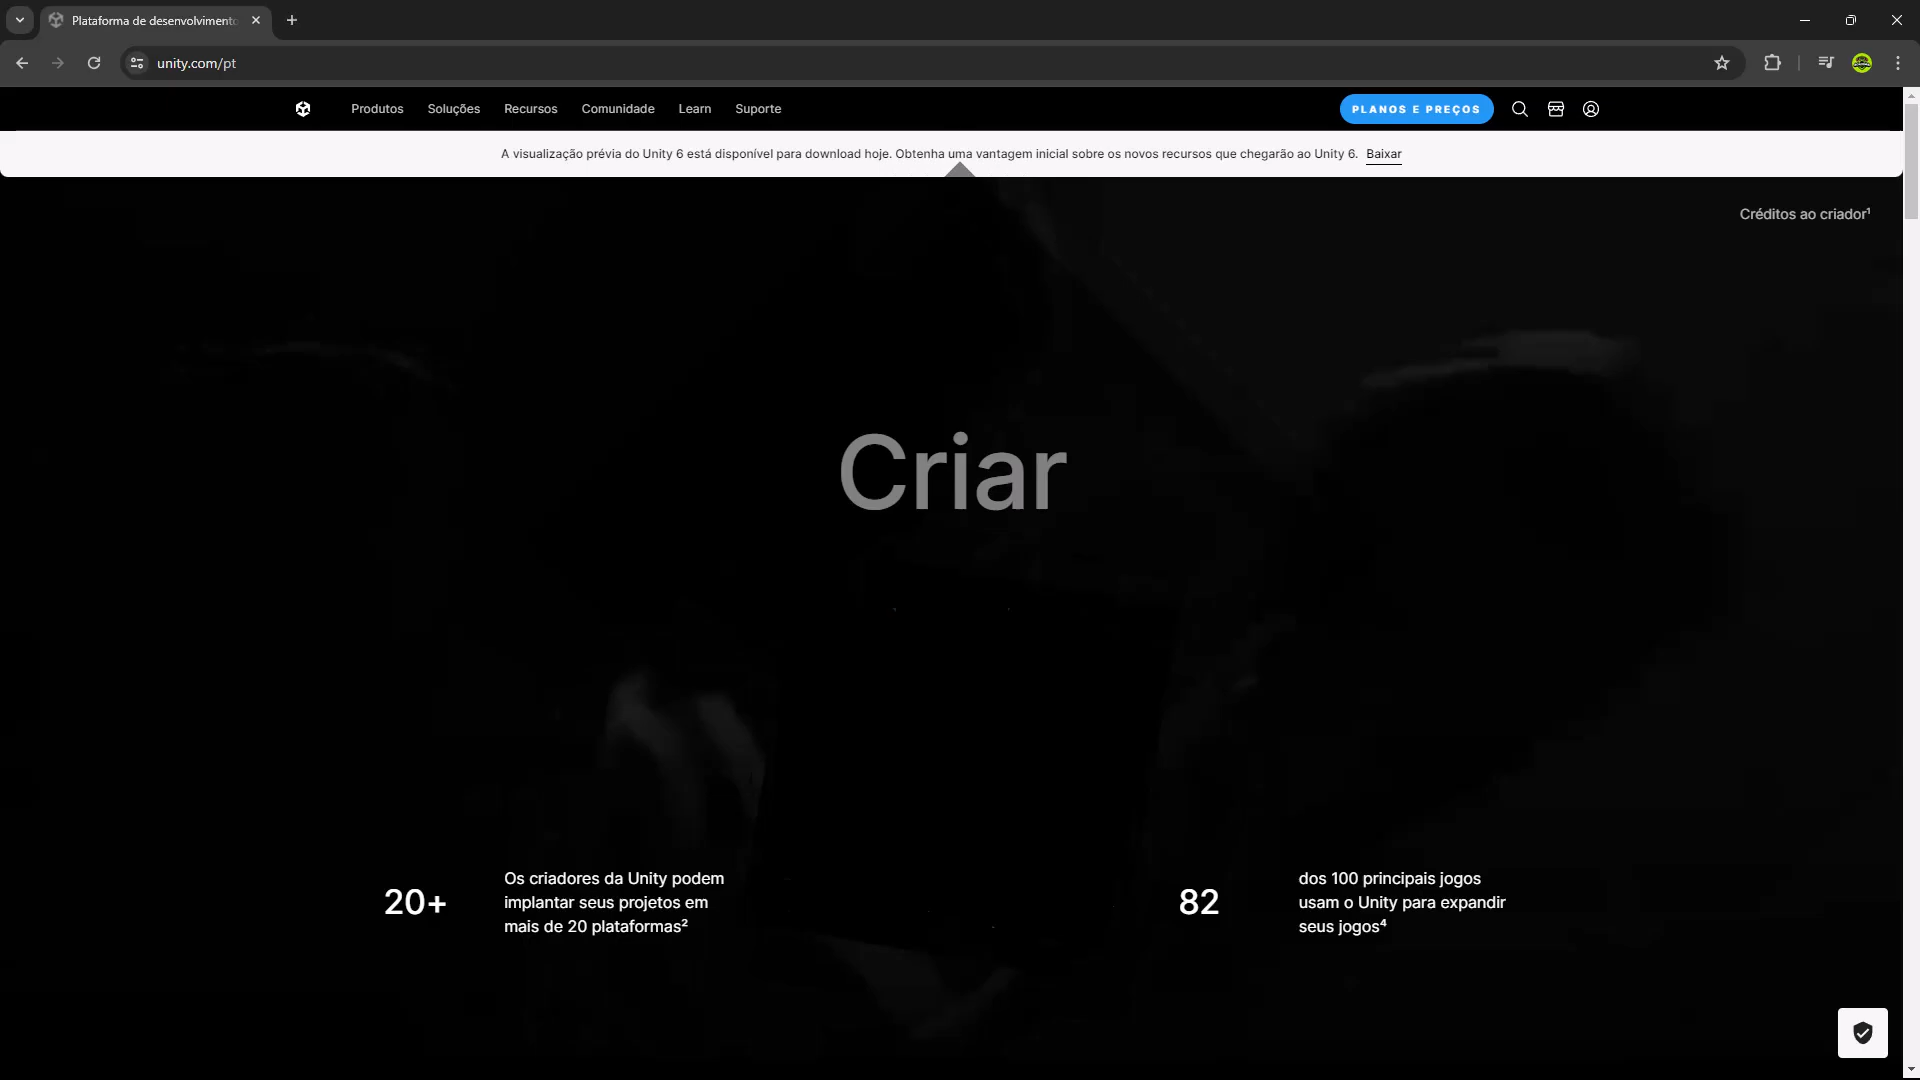 Plataforma de desenvolvimento
unity.com/pt
Produtos
Soluções
Recursos
Comunidade
Learn
Suporte
PLANOS E PREÇOS
A visualização prévia do Unity 6 está disponível para download hoje. Obtenha uma vantagem inicial sobre os novos recursos que chegarão ao Unity 6. Baixar
Créditos ao criador¹
Criar
20+
Os criadores da Unity podem
implantar seus projetos em
mais de 20 plataformas²
82
dos 100 principais jogos
usam o Unity para expandir
seus jogos⁴